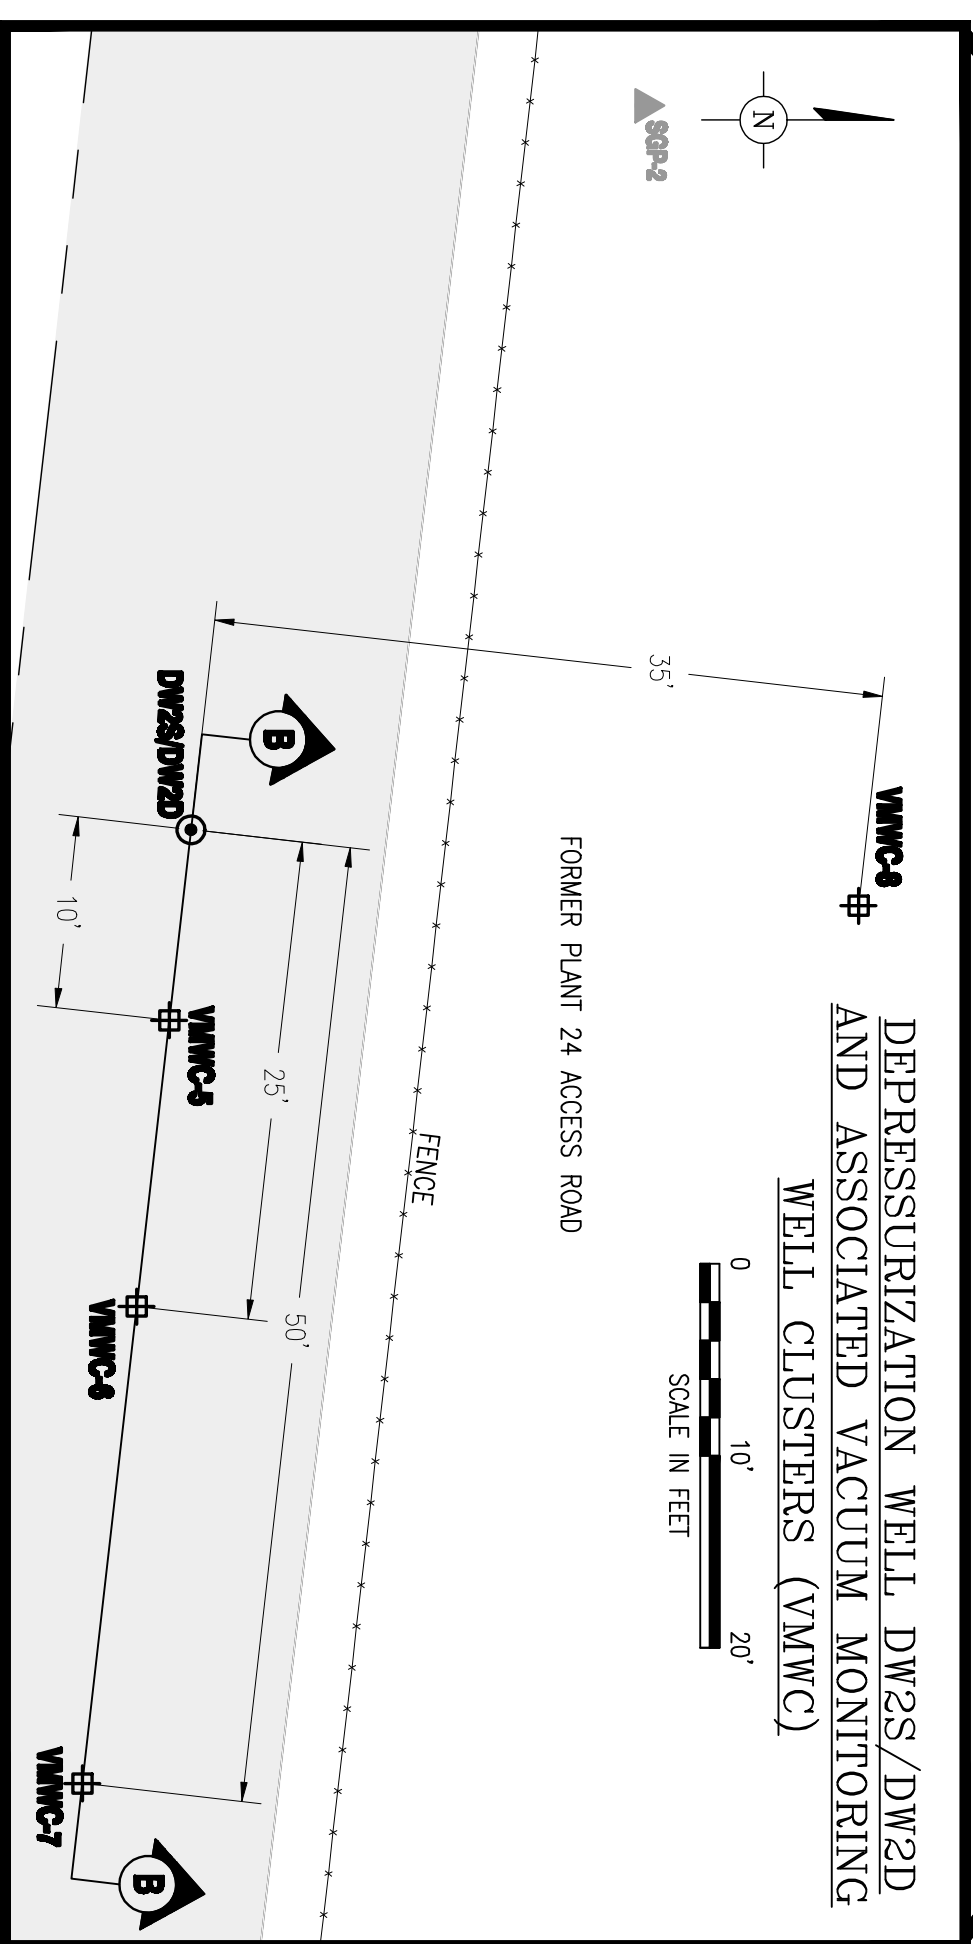 DEPRESSURIZATION WELL DW2S/DW2D
AND ASSOCIATED VACUUM MONITORING
WELL CLUSTERS (VMWC)
0 10' 20'
SCALE IN FEET
N
SGP-2
VMWC-8
35'
FORMER PLANT 24 ACCESS ROAD
FENCE
B
DW2S/DW2D
50'
25'
10'
VMWC-5
VMWC-6
VMWC-7
B